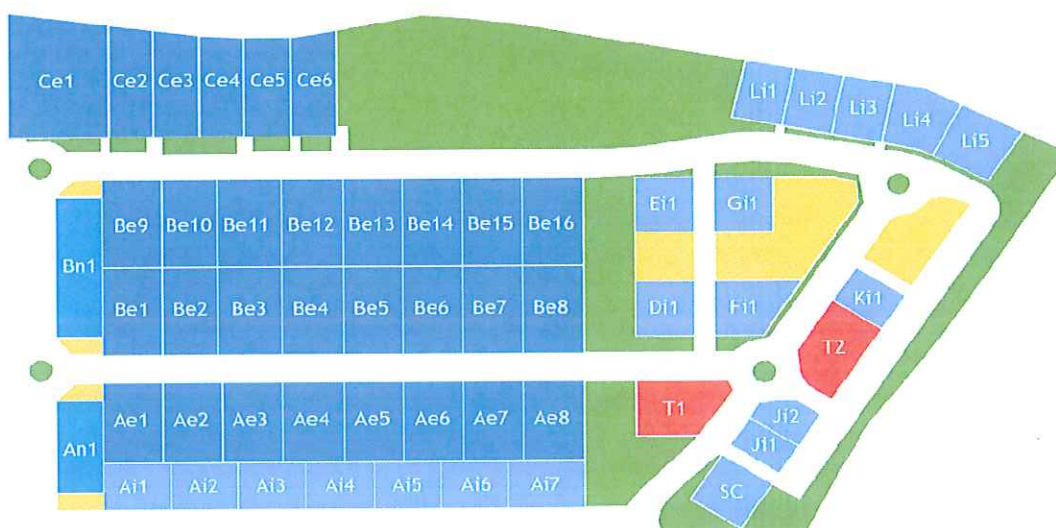 Ce1 Ce2 Ce3 Ce4 Ce5 Ce6
Li1 Li2 Li3 Li4 Li5
Be9 Be10 Be11 Be12 Be13 Be14 Be15 Be16
Ei1 Gi1
Bn1
Be1 Be2 Be3 Be4 Be5 Be6 Be7 Be8
Di1 Fi1
Ki1
T2
An1
Ae1 Ae2 Ae3 Ae4 Ae5 Ae6 Ae7 Ae8
T1
Ji2
Ji1
Ai1 Ai2 Ai3 Ai4 Ai5 Ai6 Ai7
SC